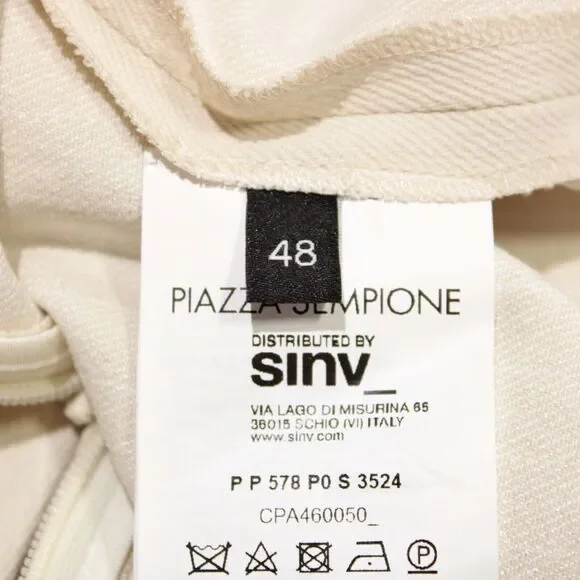 48
PIAZZA SEMPIONE
DISTRIBUTED BY
sinv_
VIA LAGO DI MISURINA 65
36015 SCHIO (VI) ITALY
www.sinv.com
P P 578 P0 S 3524
CPA460050_
P